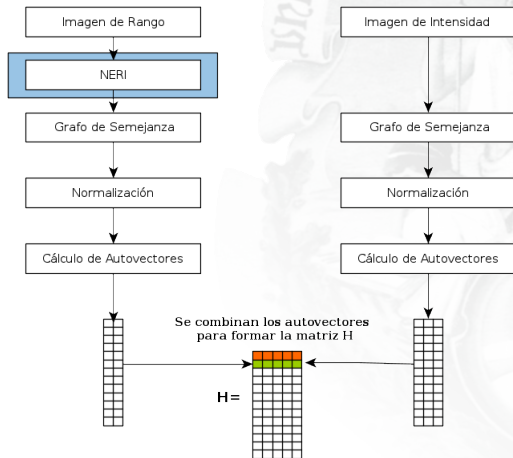 Imagen de Rango
NERI
Grafo de Semejanza
Normalización
Cálculo de Autovectores
Imagen de Intensidad
Grafo de Semejanza
Normalización
Cálculo de Autovectores
Se combinan los autovectores
para formar la matriz H
H=